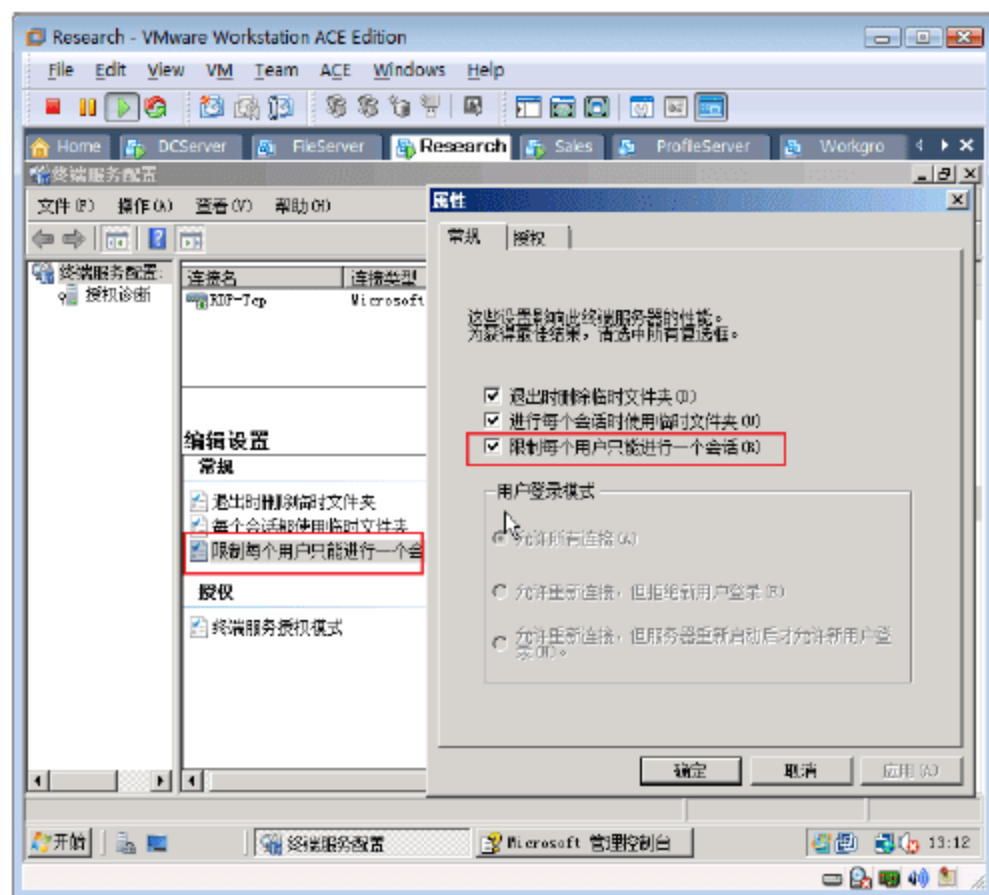 Research - VMware Workstation ACE Edition
File Edit View VM Team ACE Windows Help
Home DCServer FileServer Research Sales ProfileServer Workgro
终端服务配置
文件(F) 操作(A) 查看(V) 帮助(H)
属性
常规 授权
终端服务配置:
授权诊断
连接名 连接类型
RDP-Tcp Microsoft
这些设置影响此终端服务器的性能。
为获得最佳结果，请选中所有复选框。
退出时删除临时文件夹(D)
进行每个会话时使用临时文件夹(U)
限制每个用户只能进行一个会话(R)
编辑设置
常规
退出时删除临时文件夹
每个会话都使用临时文件夹
限制每个用户只能进行一个会
授权
终端服务授权模式
用户登录模式
允许所有连接(A)
允许重新连接，但拒绝新用户登录(E)
允许重新连接，但服务器重新启动后才允许新用户登
录
确定 取消 应用(A)
开始 终端服务配置 Microsoft 管理控制台 13:12